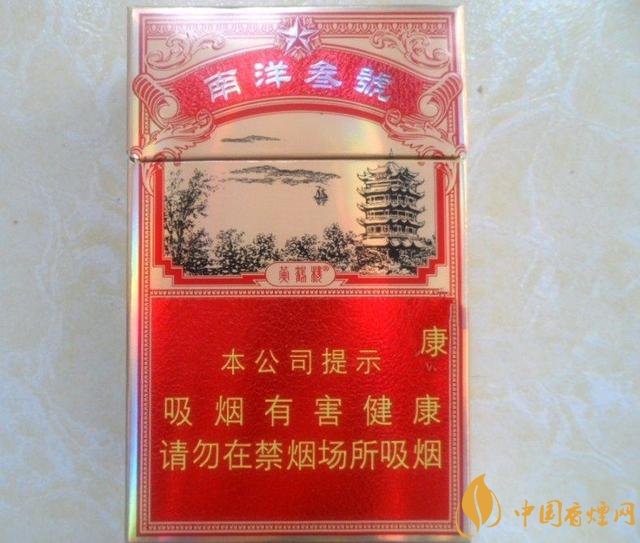 南洋叁號
黄鹤楼®
康
本公司提示
吸烟有害健康
请勿在禁烟场所吸烟
中国香煙网